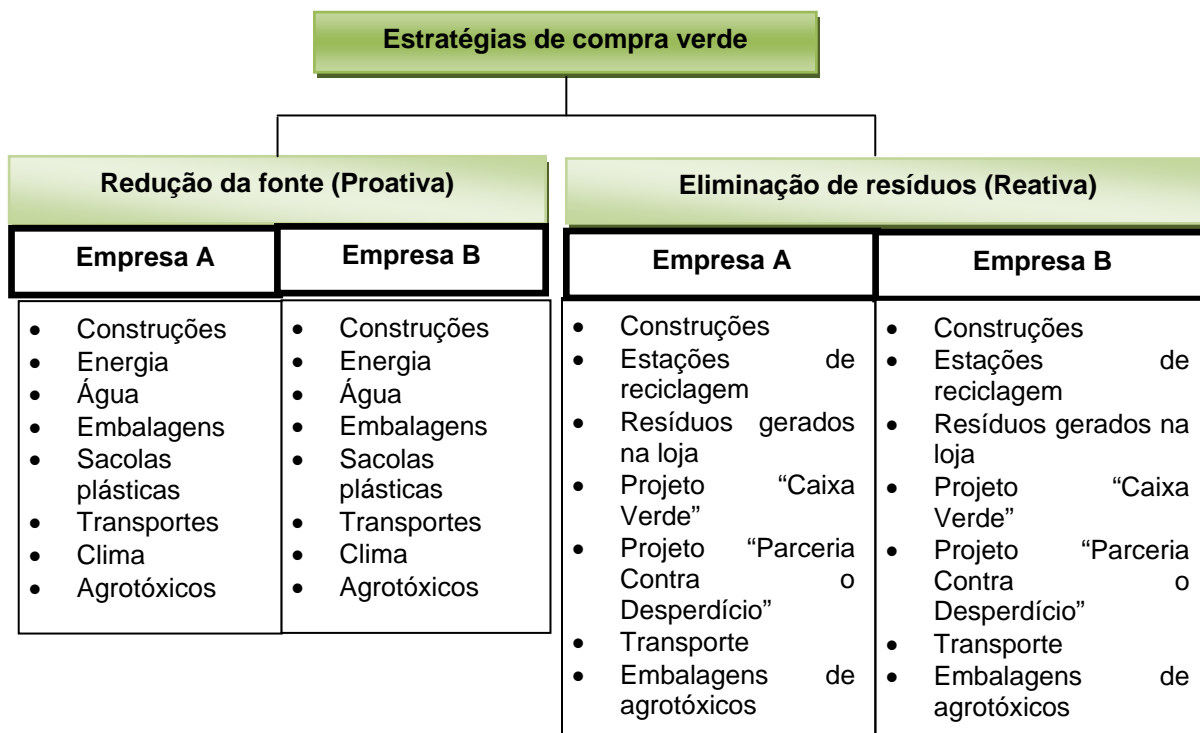 Estratégias de compra verde
Redução da fonte (Proativa)
Empresa A
• Construções
• Energia
• Água
• Embalagens
• Sacolas
plásticas
• Transportes
• Clima
• Agrotóxicos
Empresa B
• Construções
• Energia
• Água
• Embalagens
• Sacolas
plásticas
• Transportes
• Clima
• Agrotóxicos
Eliminação de resíduos (Reativa)
Empresa A
• Construções
• Estações de
reciclagem
• Resíduos gerados
na loja
• Projeto “Caixa
Verde”
• Projeto “Parceria
Contra o
Desperdício”
• Transporte
• Embalagens de
agrotóxicos
Empresa B
• Construções
• Estações de
reciclagem
• Resíduos gerados na
loja
• Projeto “Caixa
Verde”
• Projeto “Parceria
Contra o
Desperdício”
• Transporte
• Embalagens de
agrotóxicos